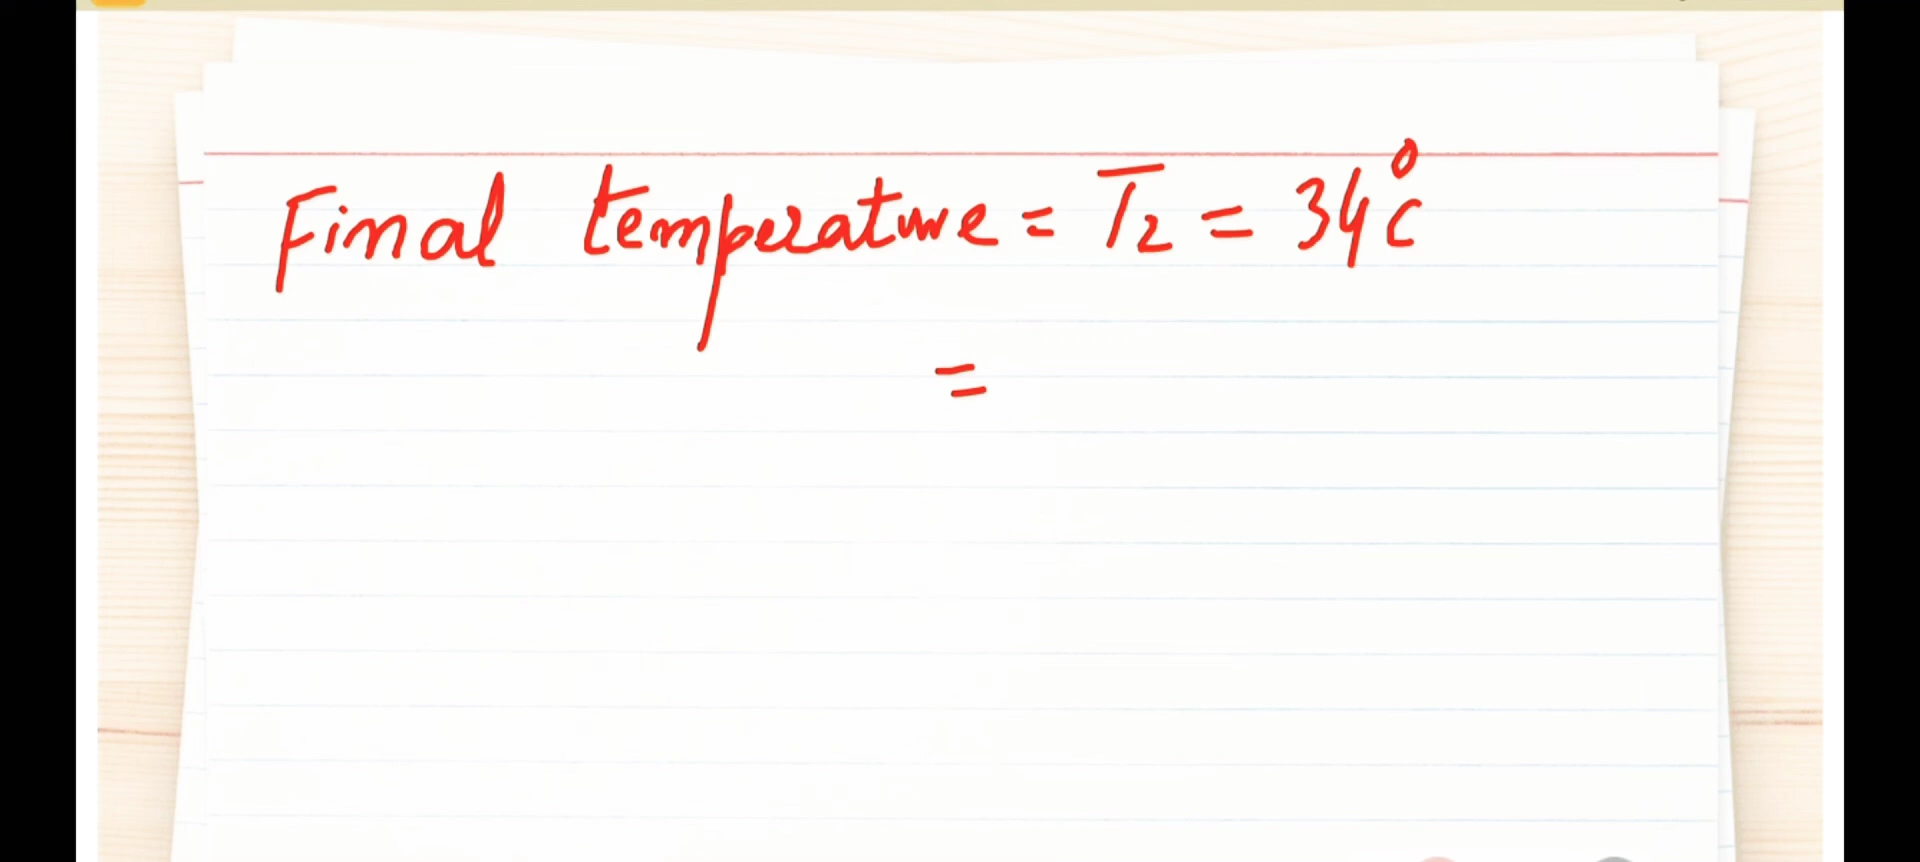 Final temperature = T2 = 34°c
=